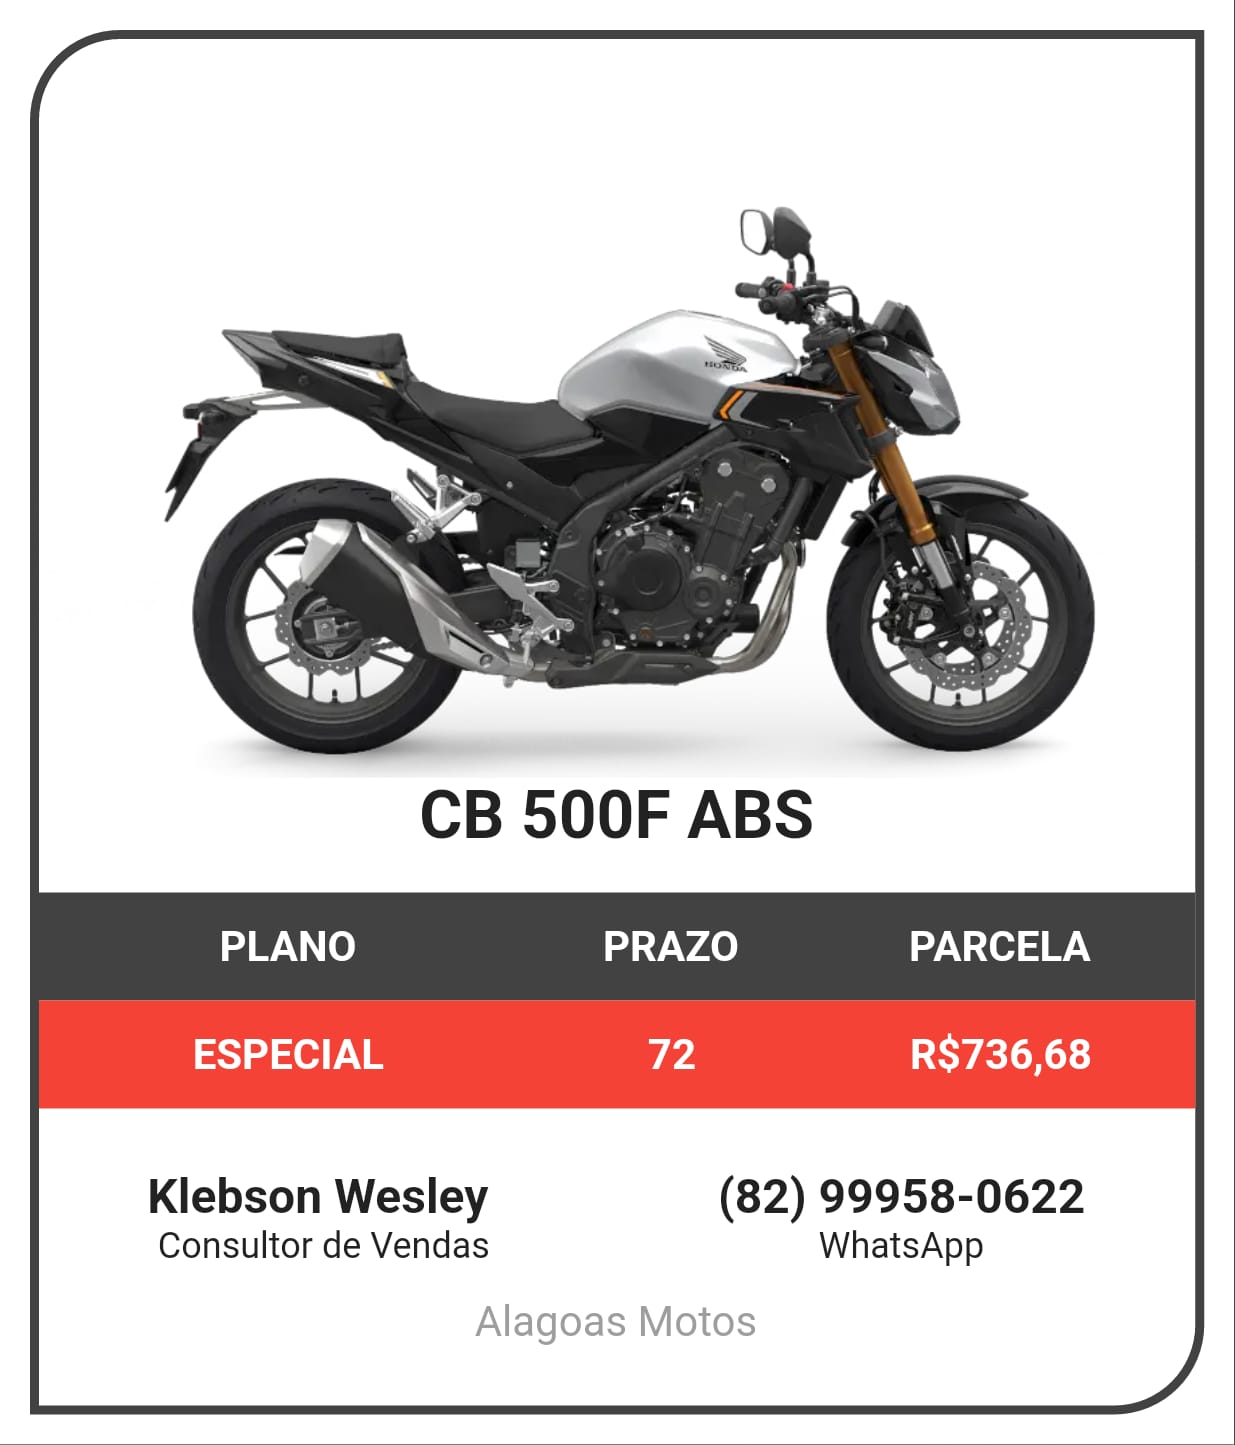 HONDA
CB 500F ABS
PLANO PRAZO PARCELA
ESPECIAL 72 R$736,68
Klebson Wesley (82) 99958-0622
Consultor de Vendas WhatsApp
Alagoas Motos